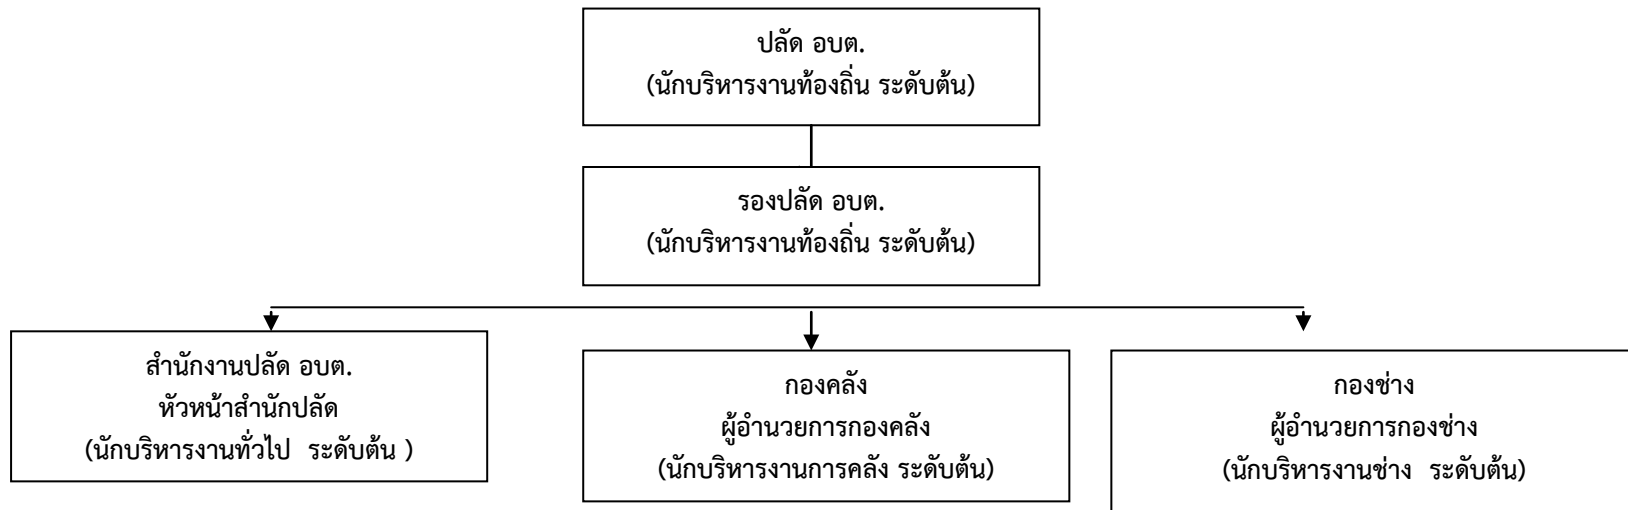 ปลัด อบต.
(นักบริหารงานท้องถิ่น ระดับต้น)
รองปลัด อบต.
(นักบริหารงานท้องถิ่น ระดับต้น)
สำนักงานปลัด อบต.
หัวหน้าสำนักปลัด
(นักบริหารงานทั่วไป  ระดับต้น )
กองคลัง
ผู้อำนวยการกองคลัง
(นักบริหารงานการคลัง ระดับต้น)
กองช่าง
ผู้อำนวยการกองช่าง
(นักบริหารงานช่าง  ระดับต้น)